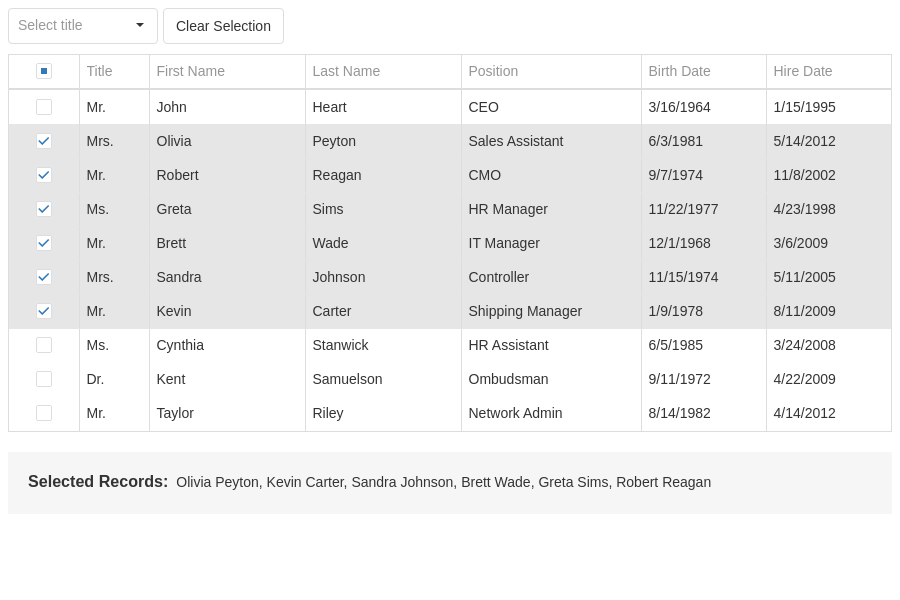 Select title Clear Selection
Title First Name Last Name Position Birth Date Hire Date
Mr. John Heart CEO 3/16/1964 1/15/1995
Mrs. Olivia Peyton Sales Assistant 6/3/1981 5/14/2012
Mr. Robert Reagan CMO 9/7/1974 11/8/2002
Ms. Greta Sims HR Manager 11/22/1977 4/23/1998
Mr. Brett Wade IT Manager 12/1/1968 3/6/2009
Mrs. Sandra Johnson Controller 11/15/1974 5/11/2005
Mr. Kevin Carter Shipping Manager 1/9/1978 8/11/2009
Ms. Cynthia Stanwick HR Assistant 6/5/1985 3/24/2008
Dr. Kent Samuelson Ombudsman 9/11/1972 4/22/2009
Mr. Taylor Riley Network Admin 8/14/1982 4/14/2012
Selected Records: Olivia Peyton, Kevin Carter, Sandra Johnson, Brett Wade, Greta Sims, Robert Reagan